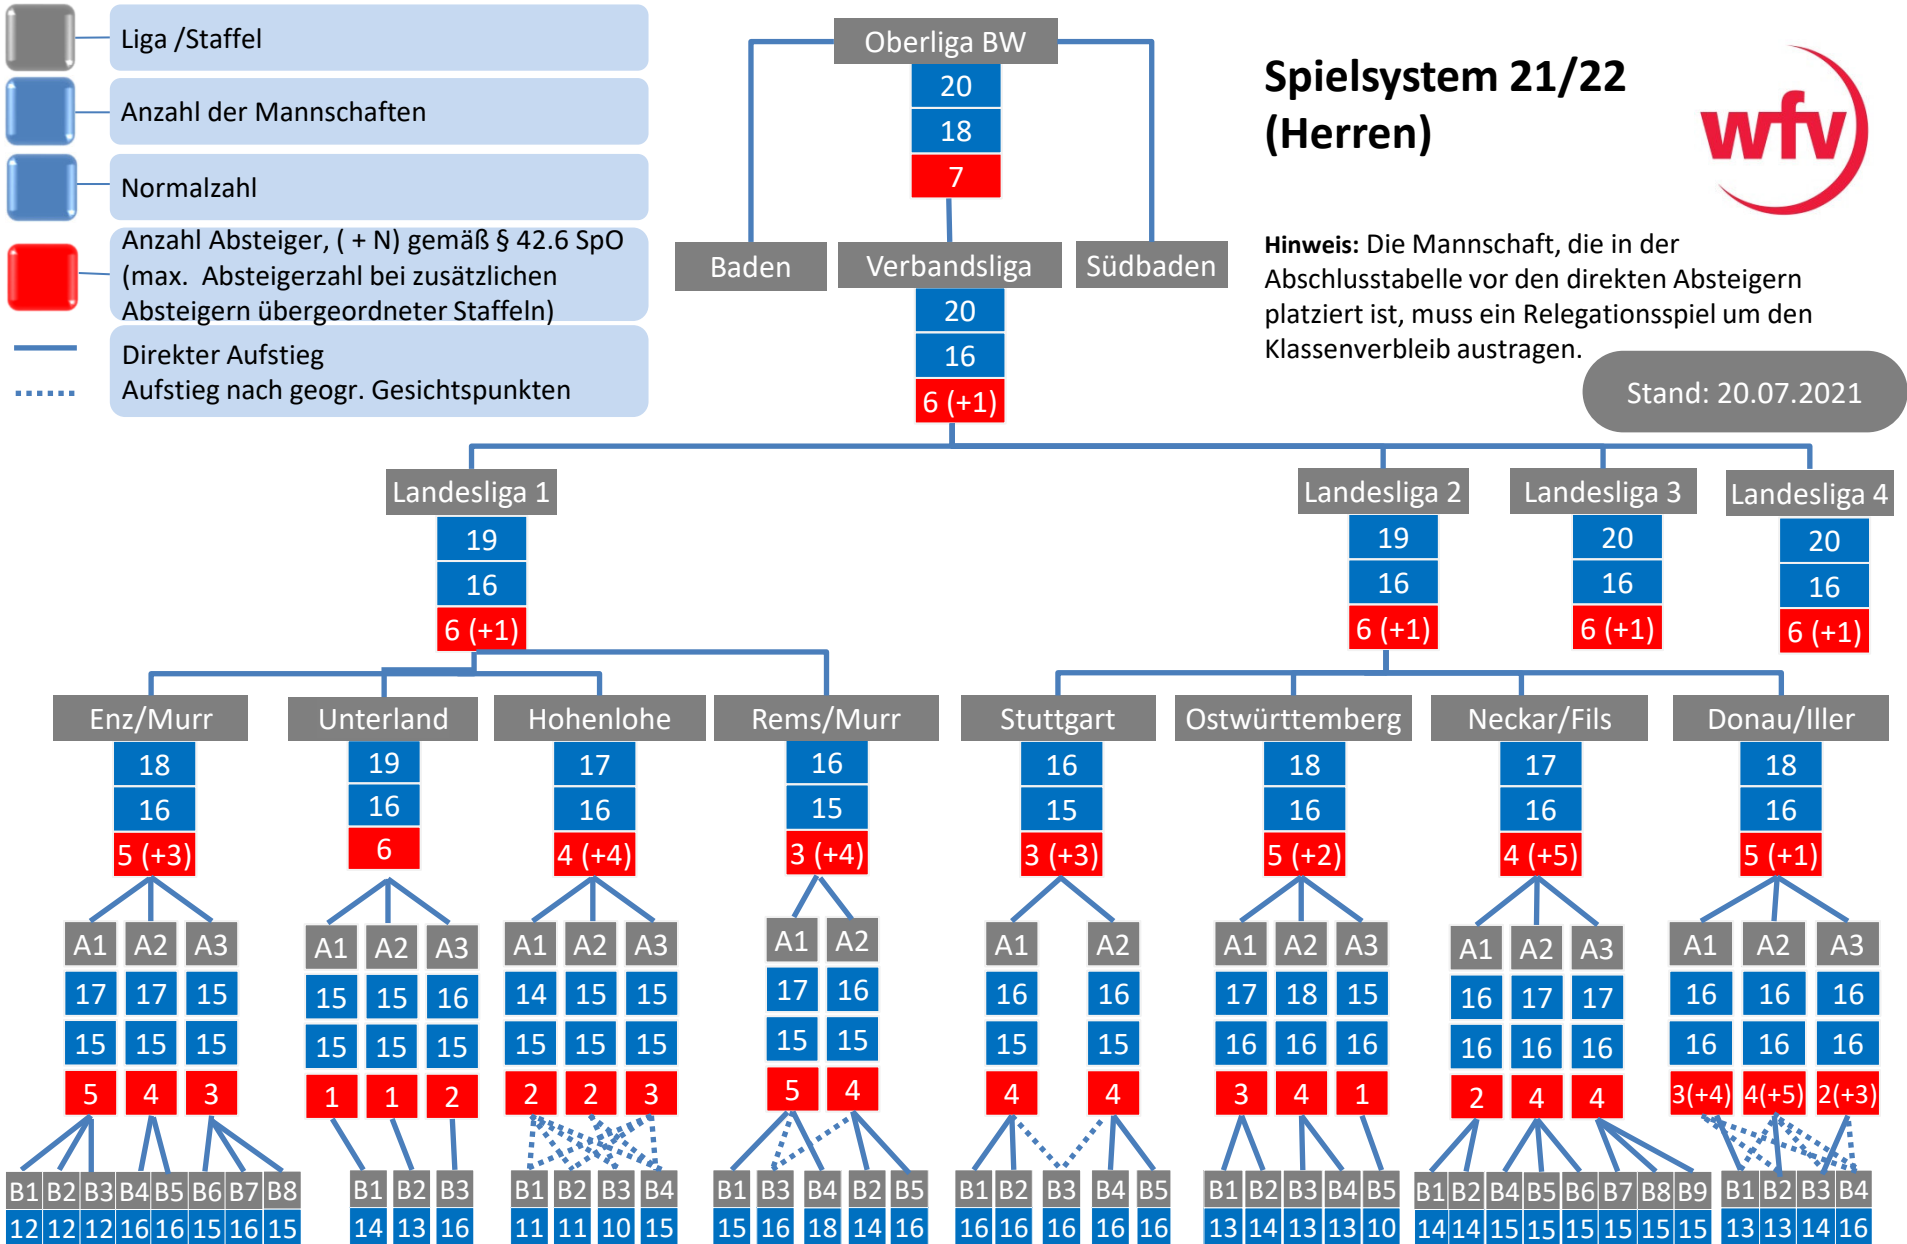 Liga /Staffel
Anzahl der Mannschaften
Normalzahl
Anzahl Absteiger, ( + N) gemäß § 42.6 SpO
(max.  Absteigerzahl bei zusätzlichen
Absteigern übergeordneter Staffeln)
Direkter Aufstieg
Aufstieg nach geogr. Gesichtspunkten
Oberliga BW
20
18
7
Baden Verbandsliga Südbaden
20
16
6 (+1)
Spielsystem 21/22
(Herren)
wfv
Hinweis: Die Mannschaft, die in der
Abschlusstabelle vor den direkten Absteigern
platziert ist, muss ein Relegationsspiel um den
Klassenverbleib austragen.
Stand: 20.07.2021
Landesliga 1 Landesliga 2 Landesliga 3 Landesliga 4
19 19 20 20
16 16 16 16
6 (+1) 6 (+1) 6 (+1) 6 (+1)
Enz/Murr Unterland Hohenlohe Rems/Murr Stuttgart Ostwürttemberg Neckar/Fils Donau/Iller
18 19 17 16 16 18 17 18
16 16 16 15 15 16 16 16
5 (+3) 6 4 (+4) 3 (+4) 3 (+3) 5 (+2) 4 (+5) 5 (+1)
A1 A2 A3 A1 A2 A3 A1 A2 A3 A1 A2 A1 A2 A1 A2 A3 A1 A2 A3 A1 A2 A3
17 17 15 15 15 16 14 15 15 17 16 16 16 17 18 15 16 17 17 16 16 16
15 15 15 15 15 15 15 15 15 15 15 15 15 16 16 16 16 16 16 16 16 16
5 4 3 1 1 2 2 2 3 5 4 4 4 3 4 1 2 4 4 3(+4) 4(+5) 2(+3)
B1 B2 B3 B4 B5 B6 B7 B8 B1 B2 B3 B1 B2 B3 B4 B1 B3 B4 B2 B5 B1 B2 B3 B4 B5 B1 B2 B3 B4 B5 B1 B2 B4 B5 B6 B7 B8 B9 B1 B2 B3 B4
12 12 12 16 16 15 16 15 14 13 16 11 11 10 15 15 16 18 14 16 16 16 16 16 16 13 14 13 13 10 14 14 15 15 15 15 15 15 13 13 14 16